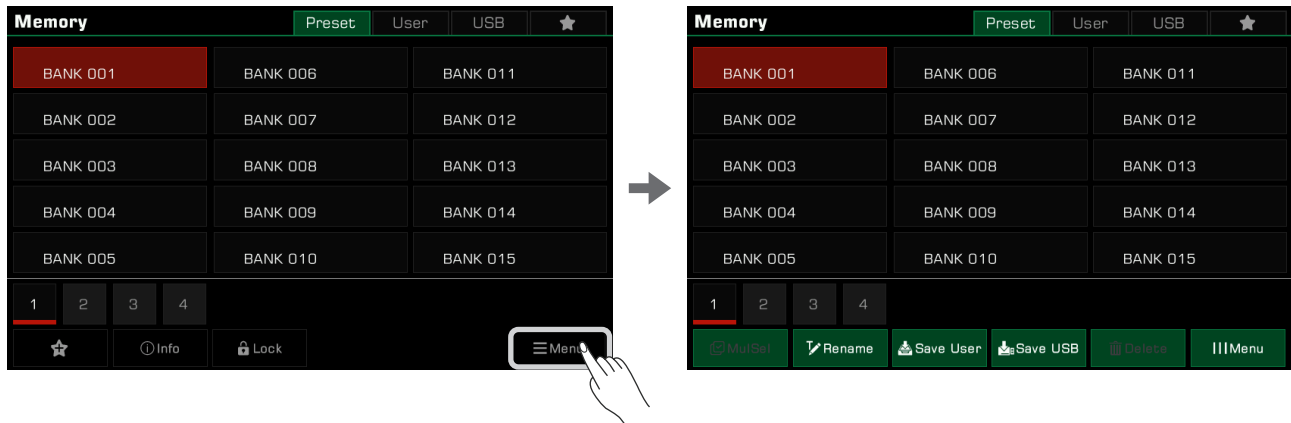 Memory Preset User USB
BANK 001 BANK 006 BANK 011
BANK 002 BANK 007 BANK 012
BANK 003 BANK 008 BANK 013
BANK 004 BANK 009 BANK 014
BANK 005 BANK 010 BANK 015
1 2 3 4
Info Lock Menu
Memory Preset User USB
BANK 001 BANK 006 BANK 011
BANK 002 BANK 007 BANK 012
BANK 003 BANK 008 BANK 013
BANK 004 BANK 009 BANK 014
BANK 005 BANK 010 BANK 015
1 2 3 4
MulSel Rename Save User Save USB Delete Menu